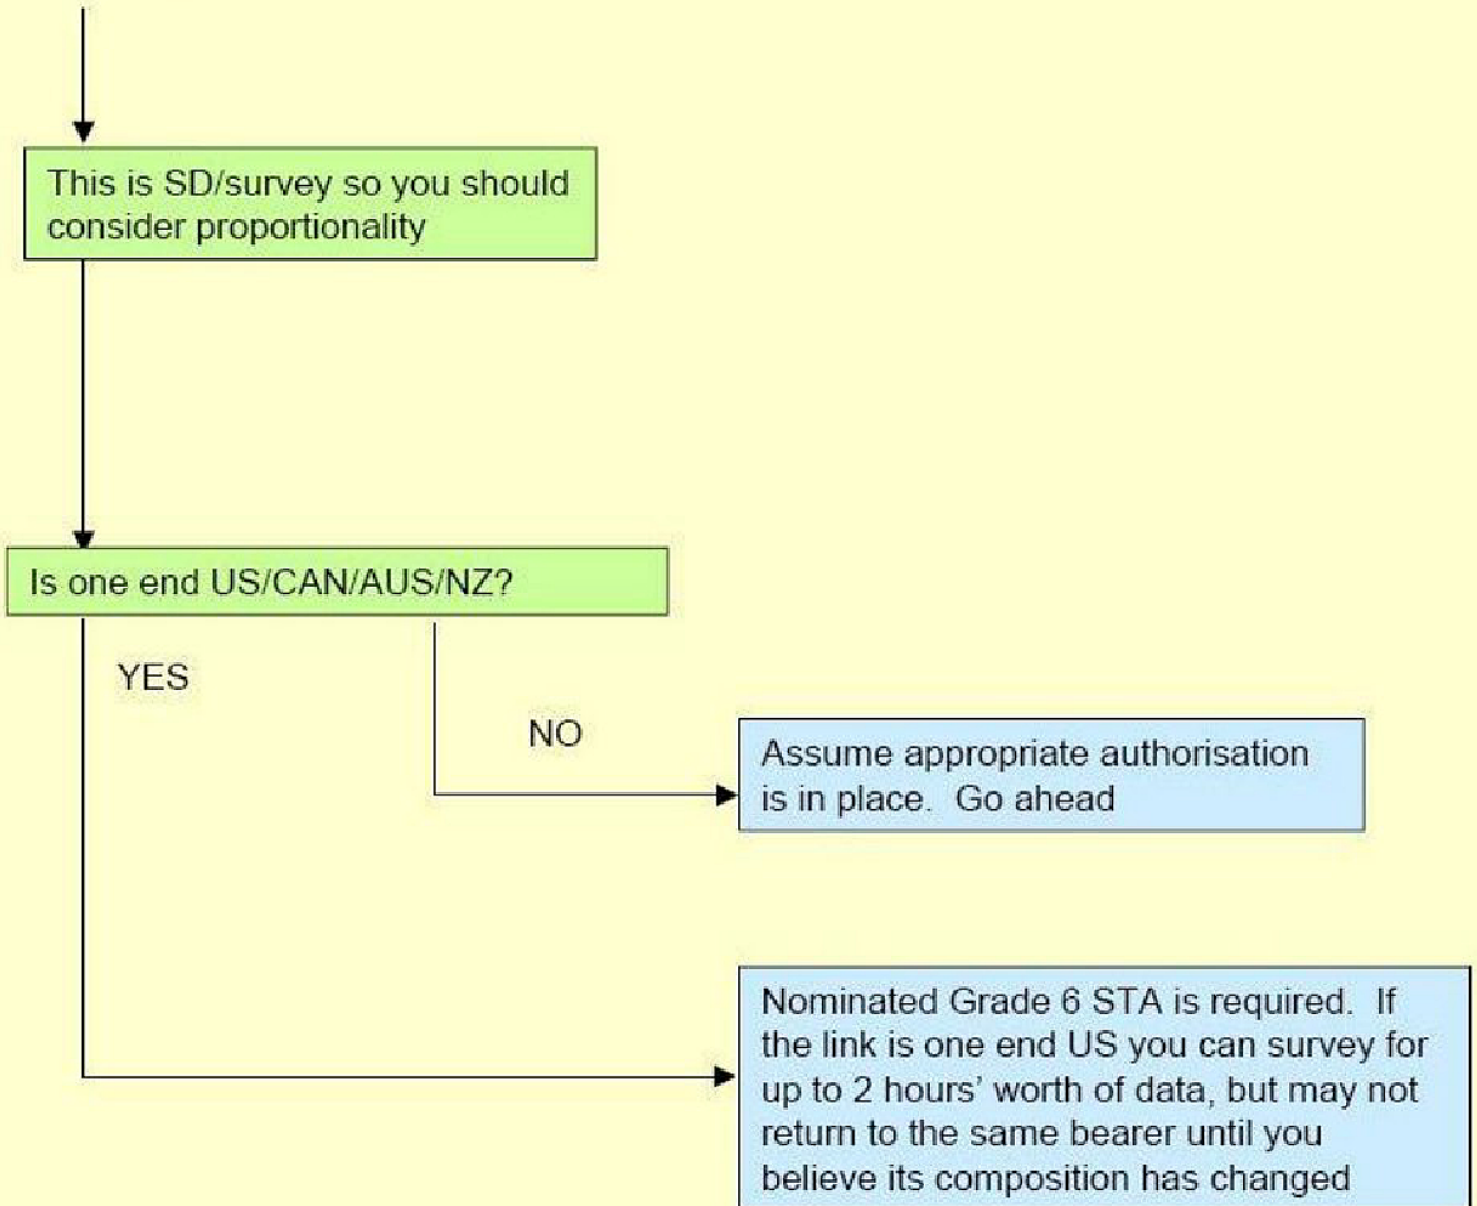 This is SD/survey so you should
consider proportionality
Is one end US/CAN/AUS/NZ?
YES
NO
Assume appropriate authorisation
is in place.  Go ahead
Nominated Grade 6 STA is required.  If
the link is one end US you can survey for
up to 2 hours’ worth of data, but may not
return to the same bearer until you
believe its composition has changed